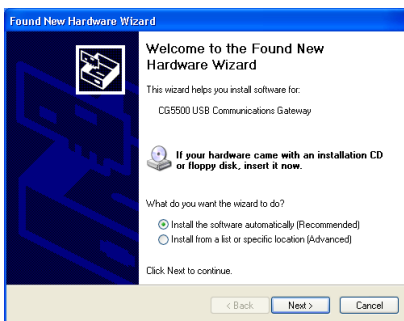 Found New Hardware Wizard
Welcome to the Found New
Hardware Wizard
This wizard helps you install software for:
CG5500 USB Communications Gateway
If your hardware came with an installation CD
or floppy disk, insert it now.
What do you want the wizard to do?
Install the software automatically (Recommended)
Install from a list or specific location (Advanced)
Click Next to continue.
< Back Next > Cancel